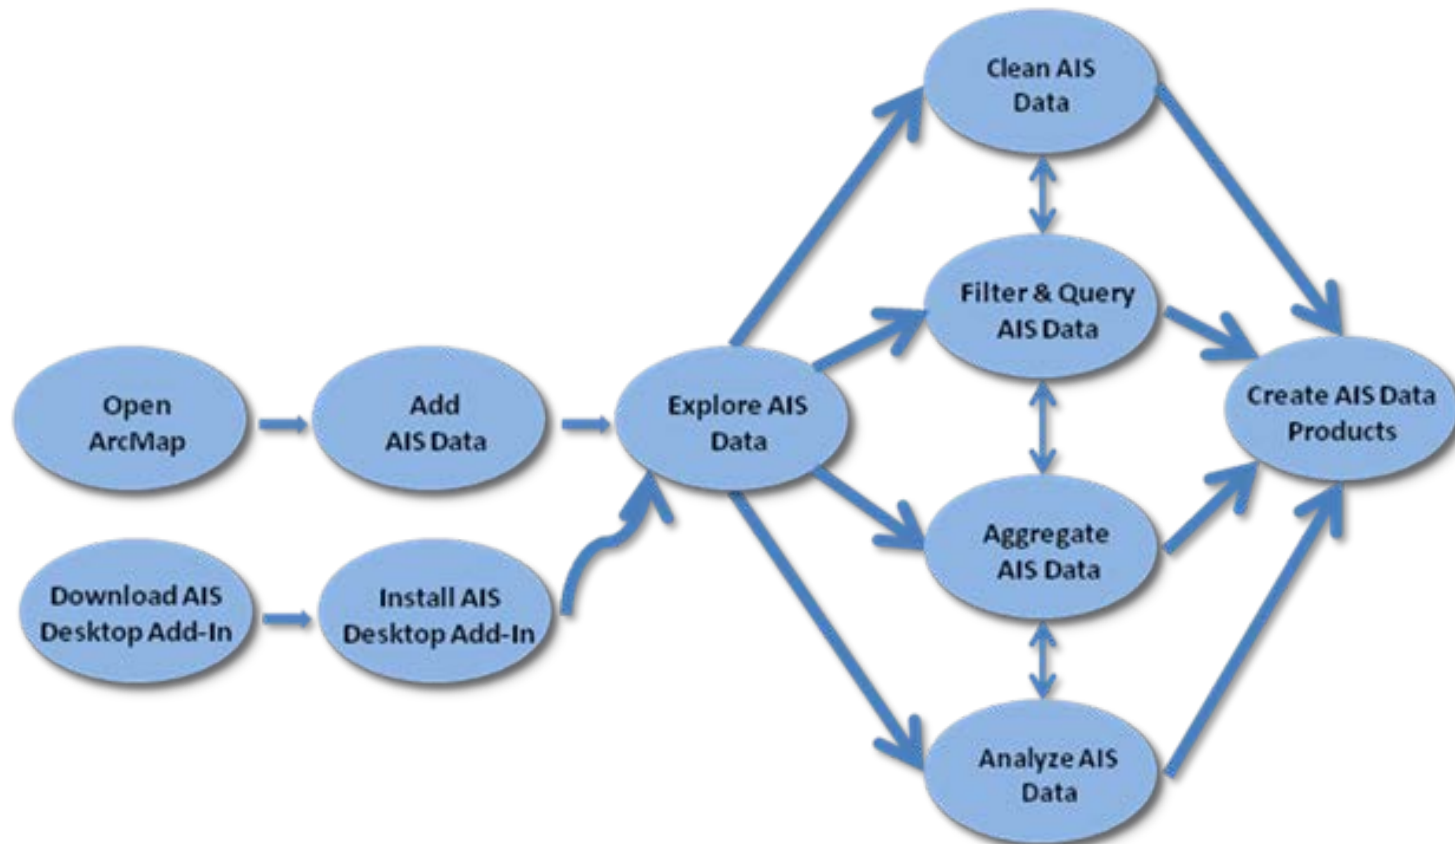 Clean AIS
Data
Filter & Query
AIS Data
Open
ArcMap
Add
AIS Data
Explore AIS
Data
Create AIS Data
Products
Download AIS
Desktop Add-In
Install AIS
Desktop Add-In
Aggregate
AIS Data
Analyze AIS
Data